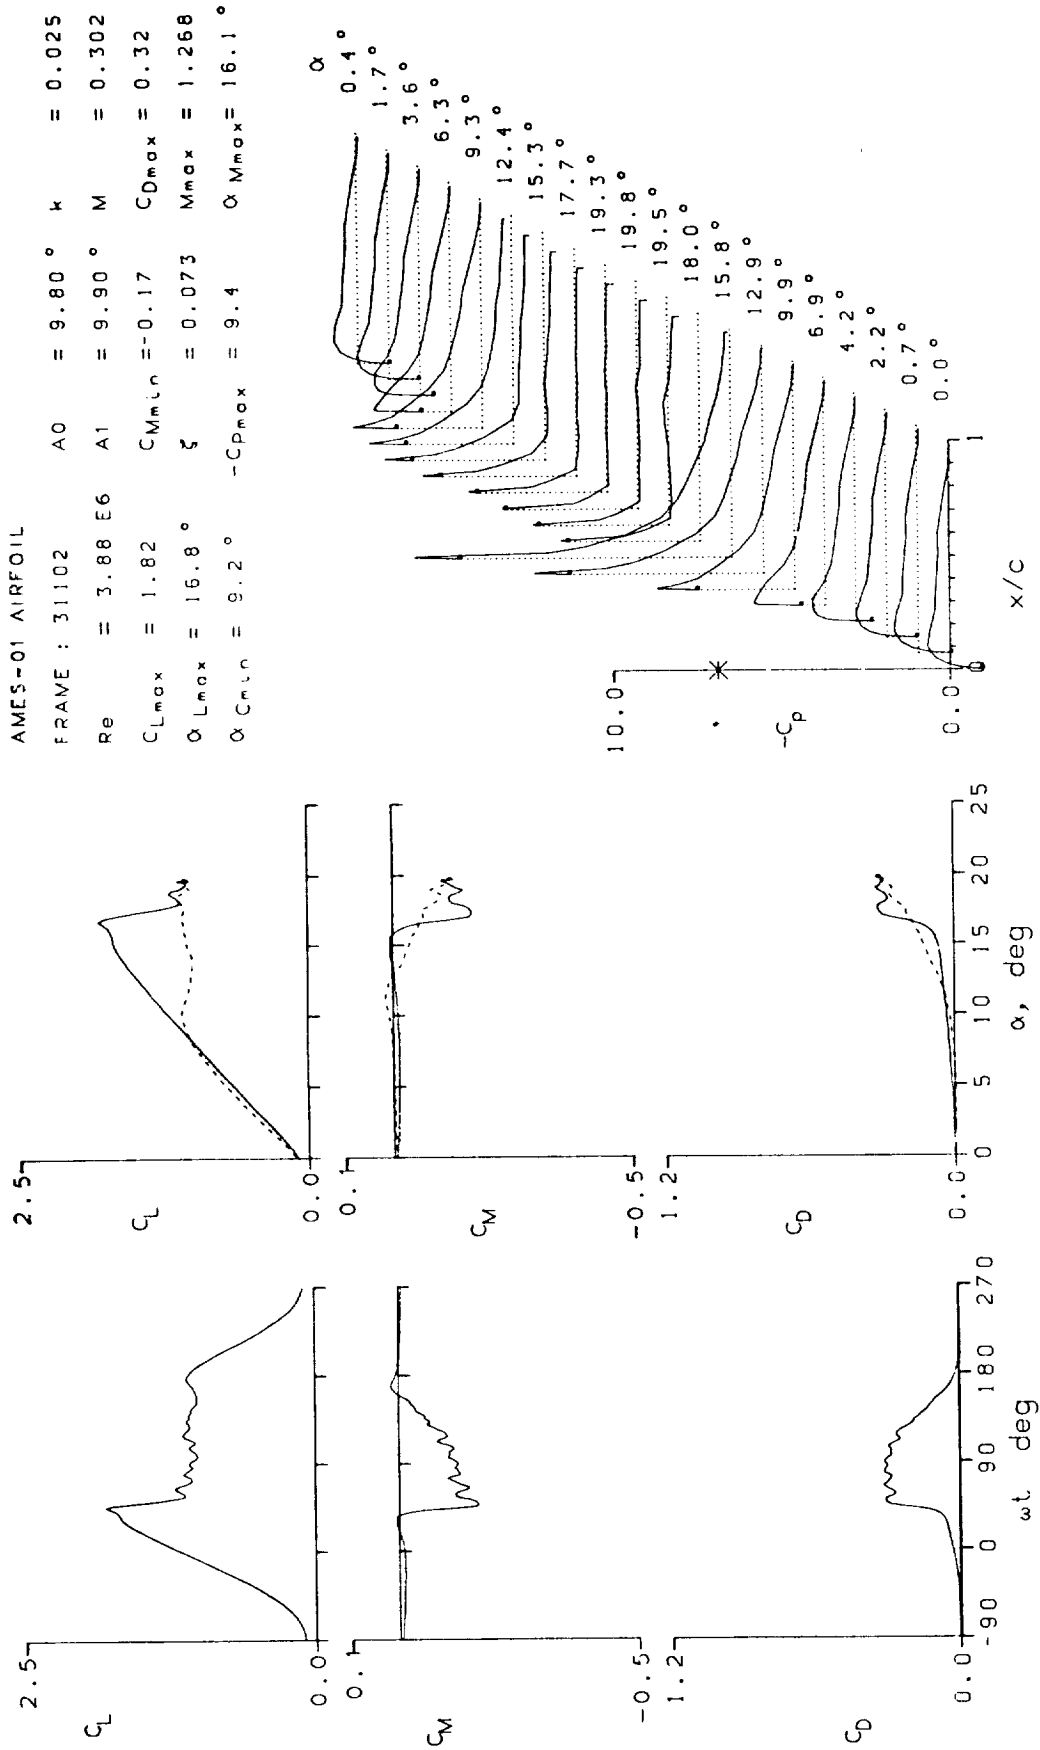 AMES-01 AIRFOIL
FRAME : 31102 A0 = 9.80° k = 0.025
Re = 3.88 E6 A1 = 9.90° M = 0.302
CLmax = 1.82 CMmin =-0.17 CDmax = 0.32
αLmax = 16.8° ζ = 0.073 Mmax = 1.268
αCmin = 9.2° -CPmax = 9.4 αMmax = 16.1°
2.5
CL
0.0
0.1
CM
-0.5
1.2
CD
0.0
-90 0 90 180 270
ωt deg
2.5
CL
0.0
0.1
CM
-0.5
1.2
CD
0.0
0 5 10 15 20 25
α, deg
α
0.4°
1.7°
3.6°
6.3°
9.3°
12.4°
15.3°
17.7°
19.3°
19.8°
19.5°
18.0°
15.8°
12.9°
9.9°
6.9°
4.2°
2.2°
0.7°
0.0°
10.0
-Cp
0.0
0 1
x/c